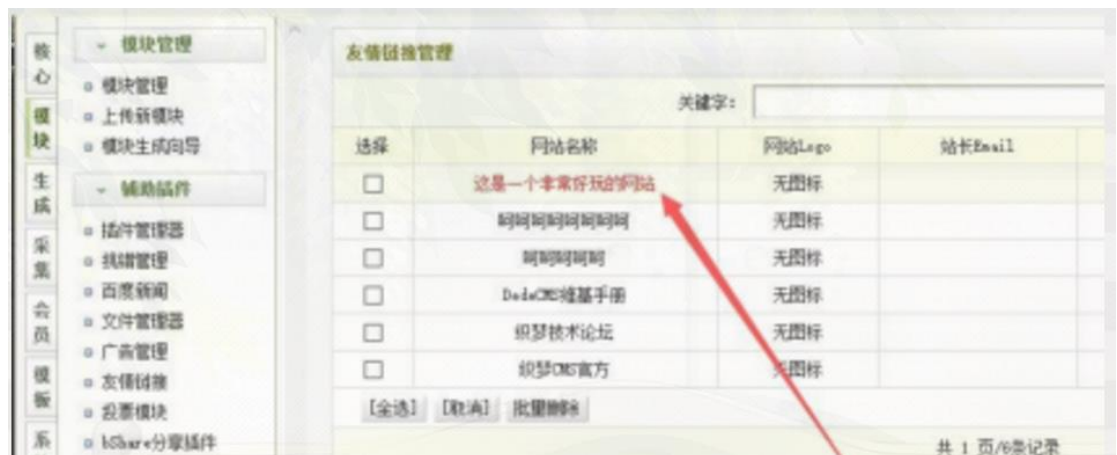 核心
模块
生成
采集
会员
模板
系
模块管理
模块管理
上传新模块
模块生成向导
辅助插件
插件管理器
挑错管理
百度新闻
文件管理器
广告管理
友情链接
投票模块
bShare分享插件
友情链接管理
关键字：
选择 网站名称 网站Logo 站长Email
这是一个非常好玩的网站 无图标
呵呵呵呵呵呵呵呵 无图标
呵呵呵呵呵 无图标
DedeCMS维基手册 无图标
织梦技术论坛 无图标
织梦CMS官方 无图标
[全选] [取消] 批量删除
共 1 页/6条记录